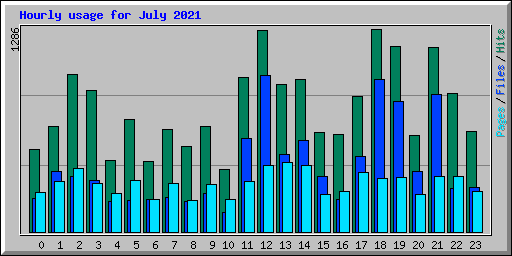 Hourly usage for July 2021
1286
Pages/Files/Hits
0 1 2 3 4 5 6 7 8 9 10 11 12 13 14 15 16 17 18 19 20 21 22 23